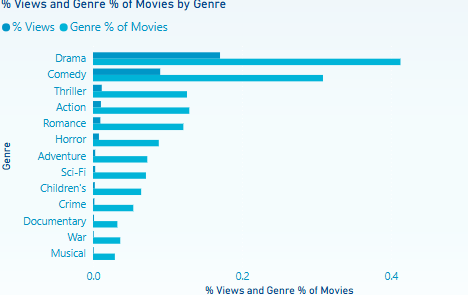 % Views and Genre % of Movies by Genre
% Views Genre % of Movies
Drama
Comedy
Thriller
Action
Romance
Horror
Adventure
Sci-Fi
Children's
Crime
Documentary
War
Musical
Genre
0.0 0.2 0.4
% Views and Genre % of Movies